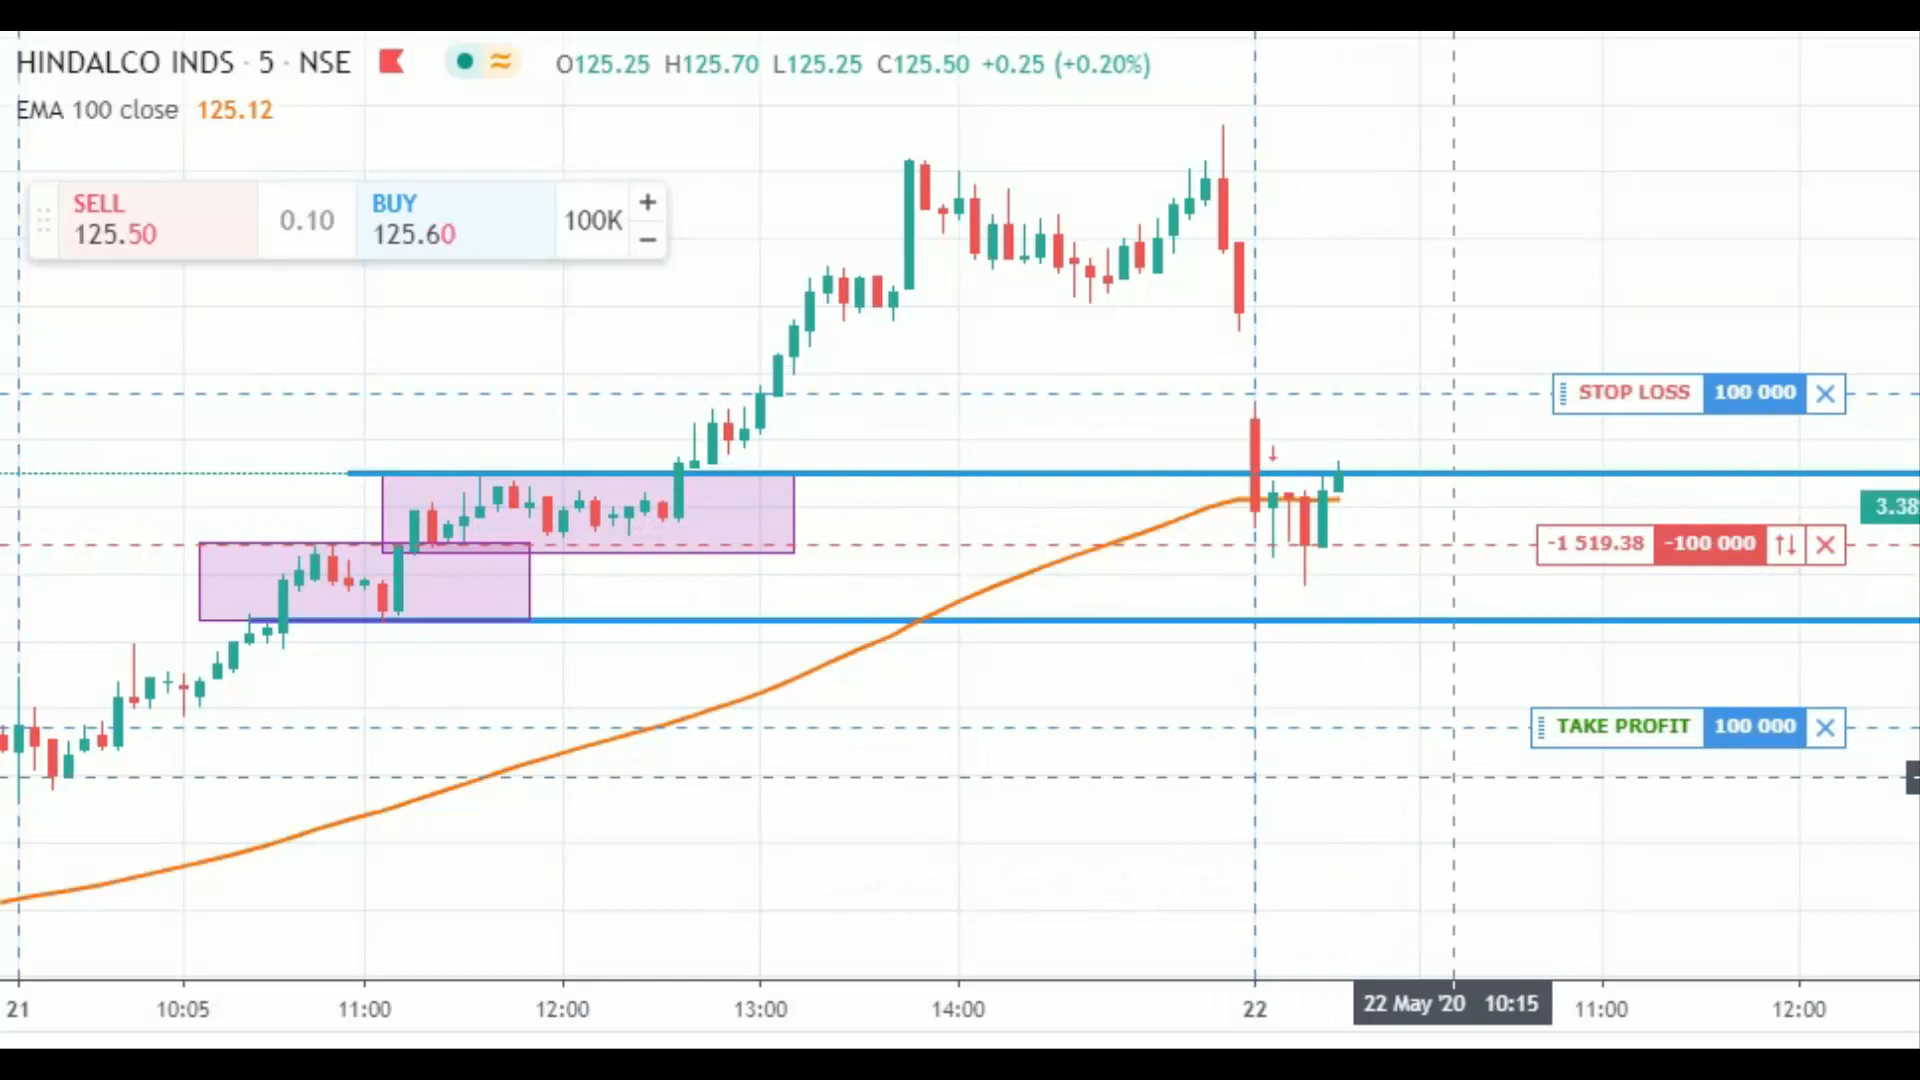 HINDALCO INDS · 5 · NSE O125.25 H125.70 L125.25 C125.50 +0.25 (+0.20%)
EMA 100 close 125.12
SELL 125.50
0.10
BUY 125.60
100K + −
STOP LOSS 100 000
3.38
-1 519.38 -100 000
TAKE PROFIT 100 000
21 10:05 11:00 12:00 13:00 14:00 22 22 May '20 10:15 11:00 12:00